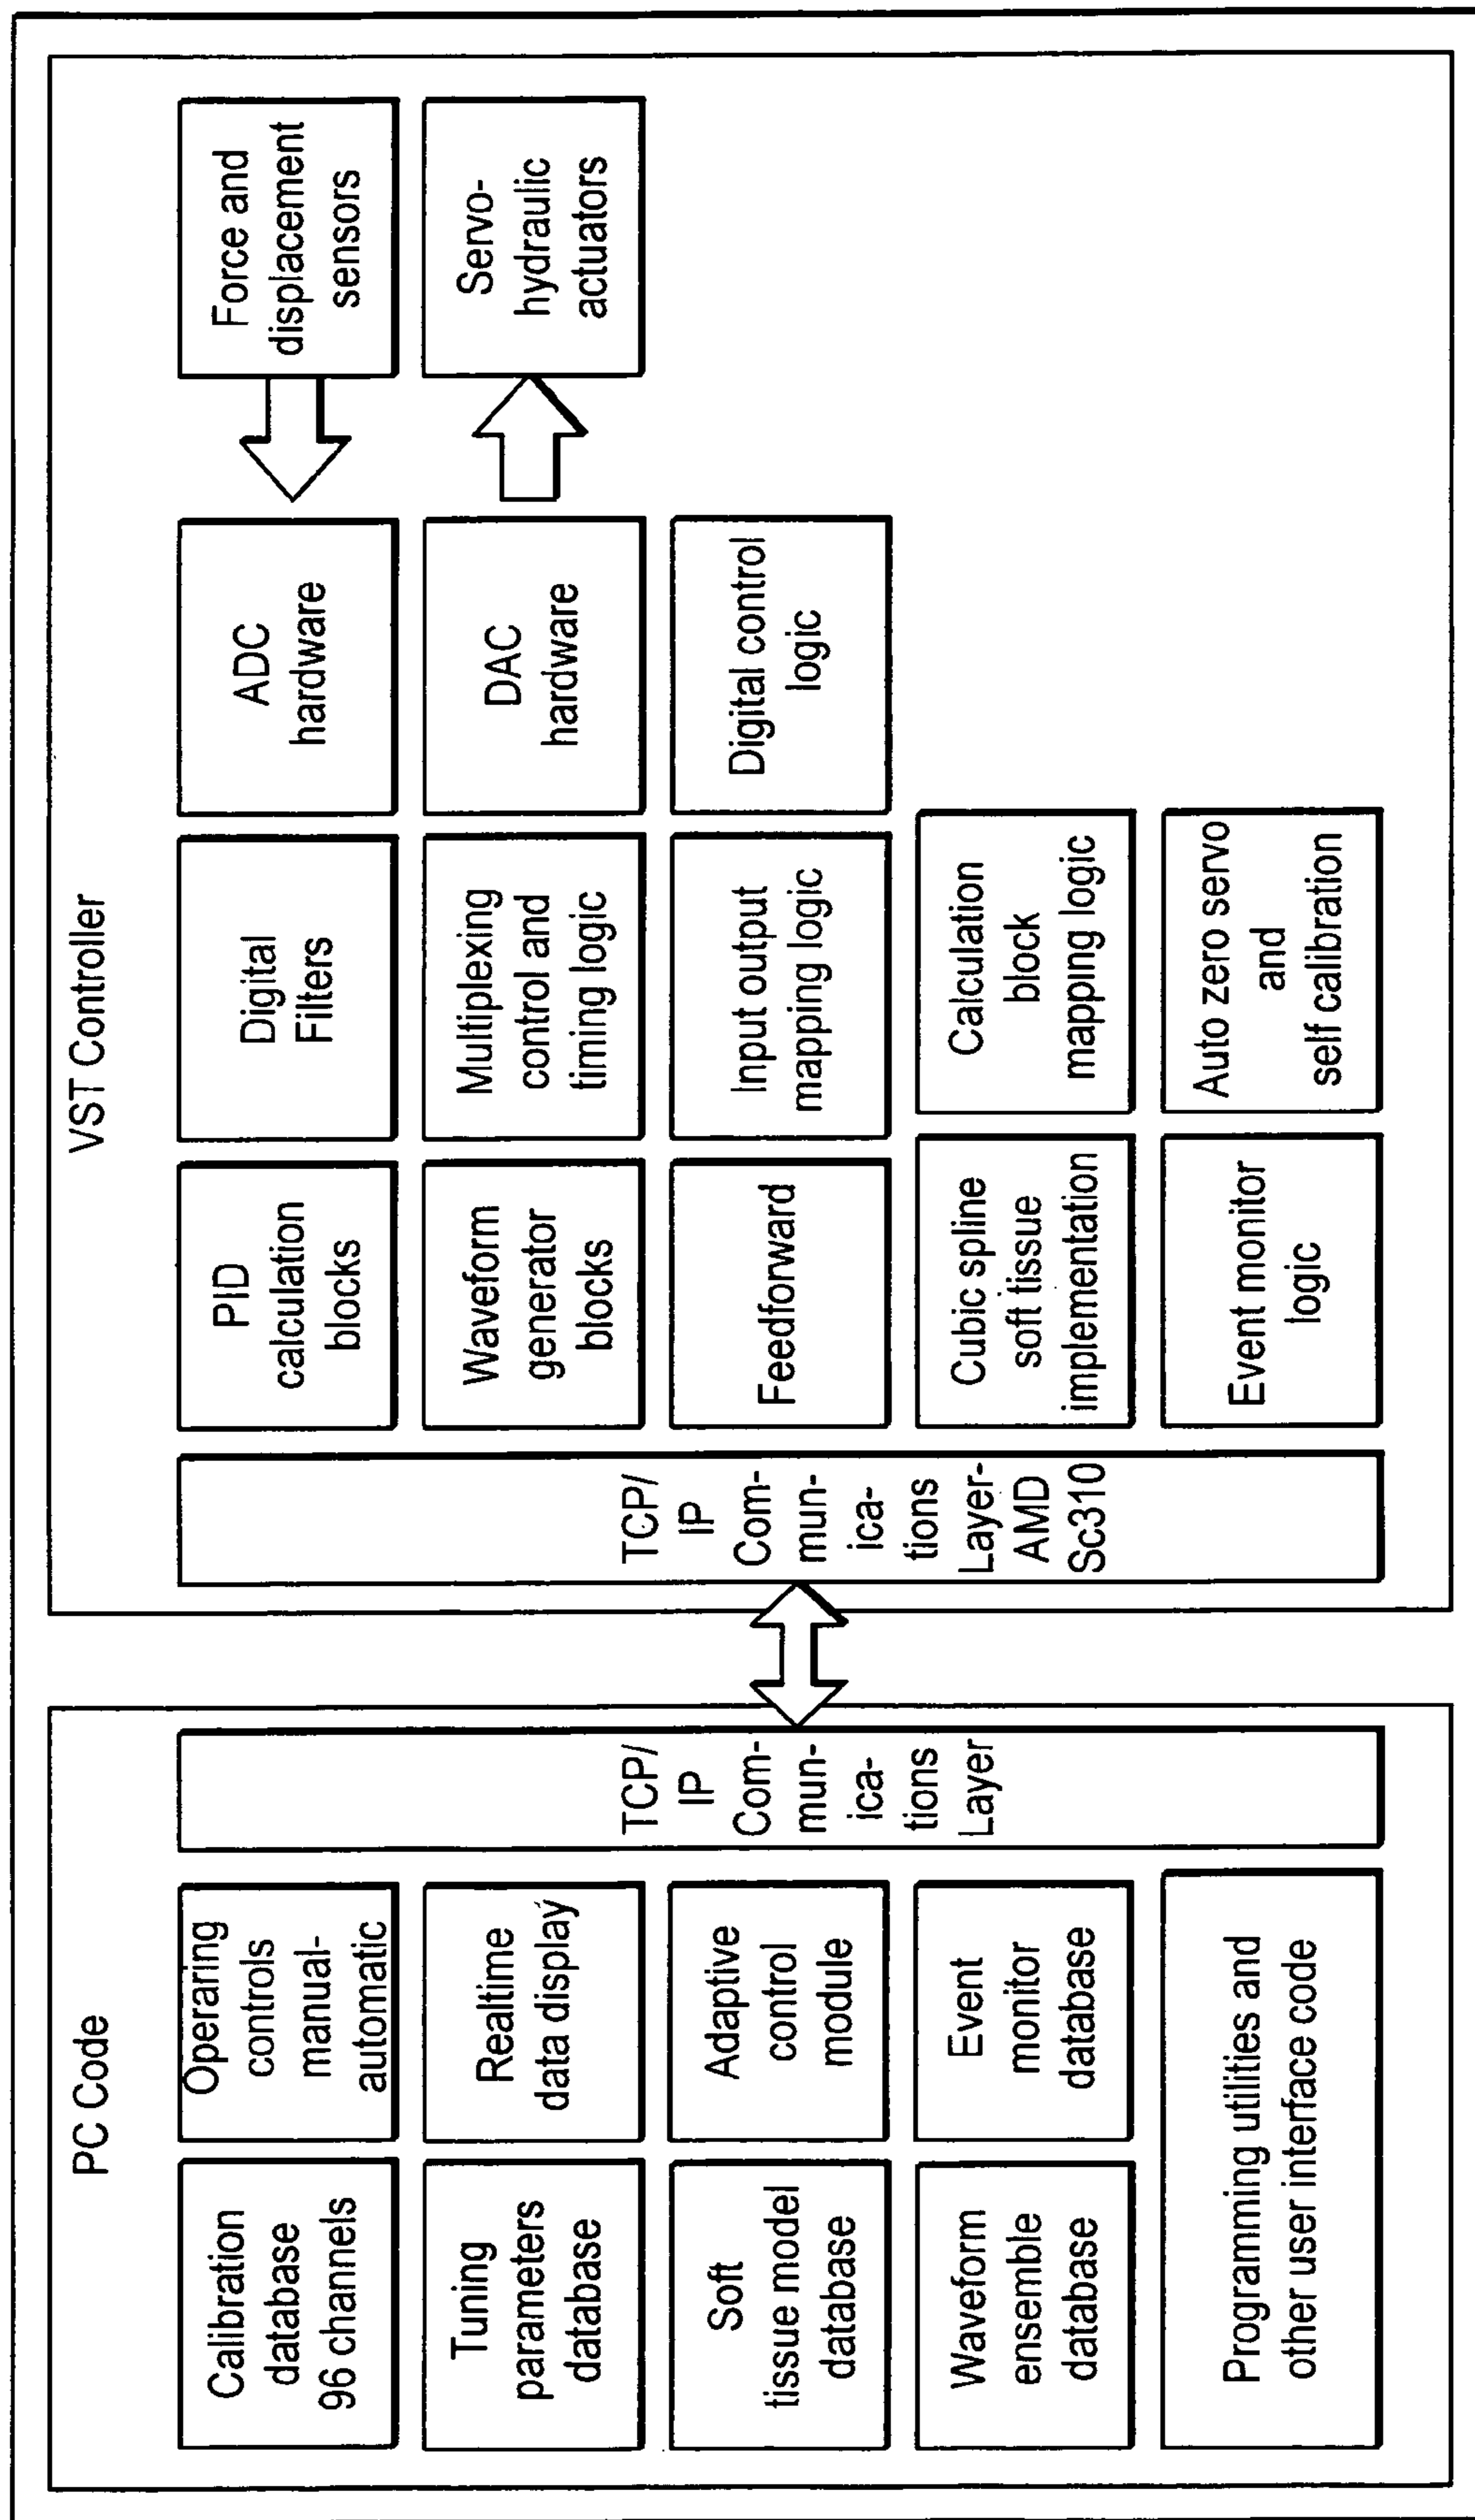 PC Code
Calibration
database
96 channels
Operaring
controls
manual-
automatic
Tuning
parameters
database
Realtime
data display
Soft
tissue model
database
Adaptive
control
module
Waveform
ensemble
database
Event
monitor
database
Programming utilities and
other user interface code
TCP/
IP
Com-
mun-
ica-
tions
Layer
VST Controller
TCP/
IP
Com-
mun-
ica-
tions
Layer-
AMD
Sc310
PID
calculation
blocks
Digital
Filters
ADC
hardware
Force and
displacement
sensors
Waveform
generator
blocks
Multiplexing
control and
timing logic
DAC
hardware
Servo-
hydraulic
actuators
Feedforward
Input output
mapping logic
Digital control
logic
Cubic spline
soft tissue
implementation
Calculation
block
mapping logic
Event monitor
logic
Auto zero servo
and
self calibration